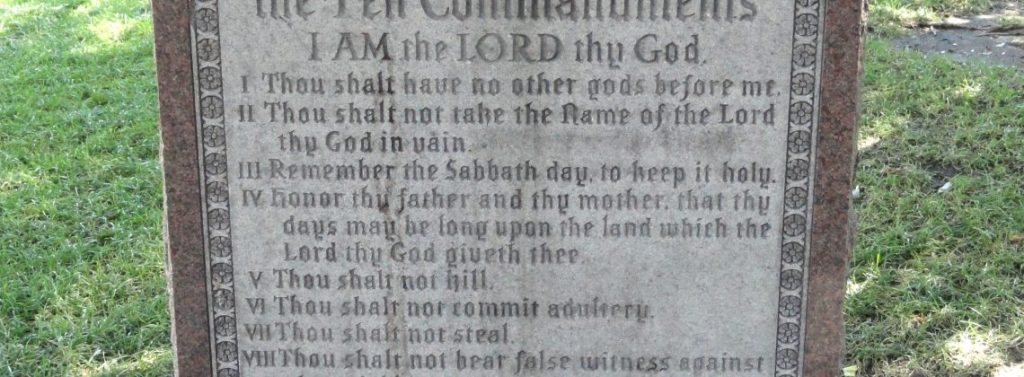 the Ten Commandments
I AM the LORD thy God.
I Thou shalt have no other gods before me.
II Thou shalt not take the Name of the Lord
thy God in vain.
III Remember the Sabbath day, to keep it holy.
IV Honor thy father and thy mother, that thy
days may be long upon the land which the
Lord thy God giveth thee.
V Thou shalt not kill.
VI Thou shalt not commit adultery.
VII Thou shalt not steal.
VIII Thou shalt not bear false witness against